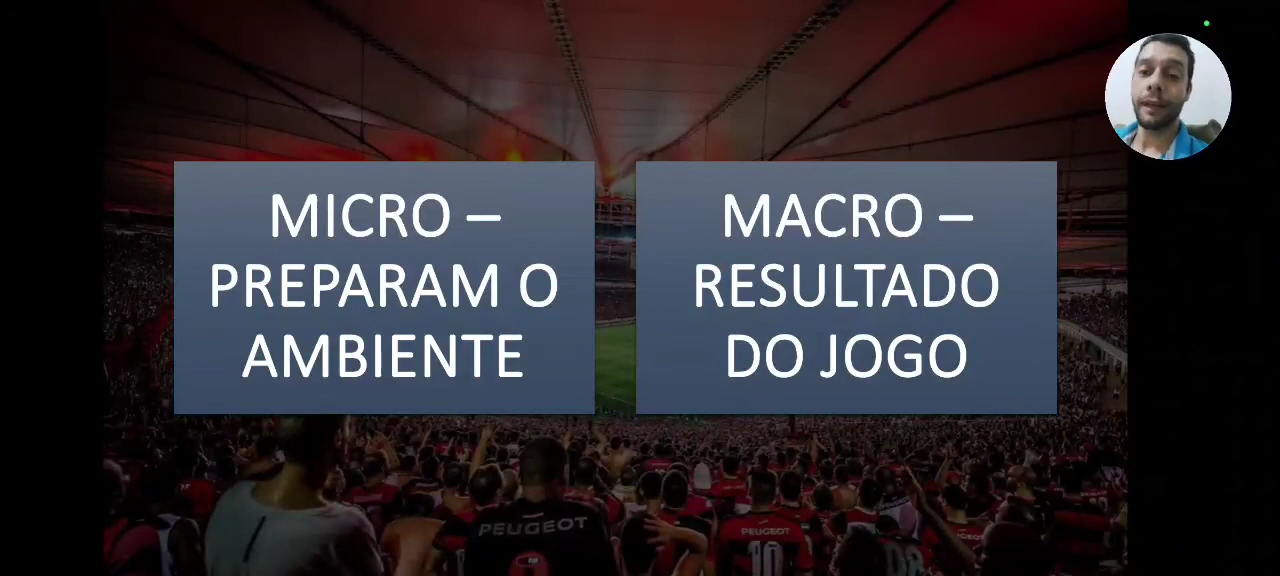 MICRO –
PREPARAM O
AMBIENTE
MACRO –
RESULTADO
DO JOGO
PEUGEOT
PEUGEOT
10